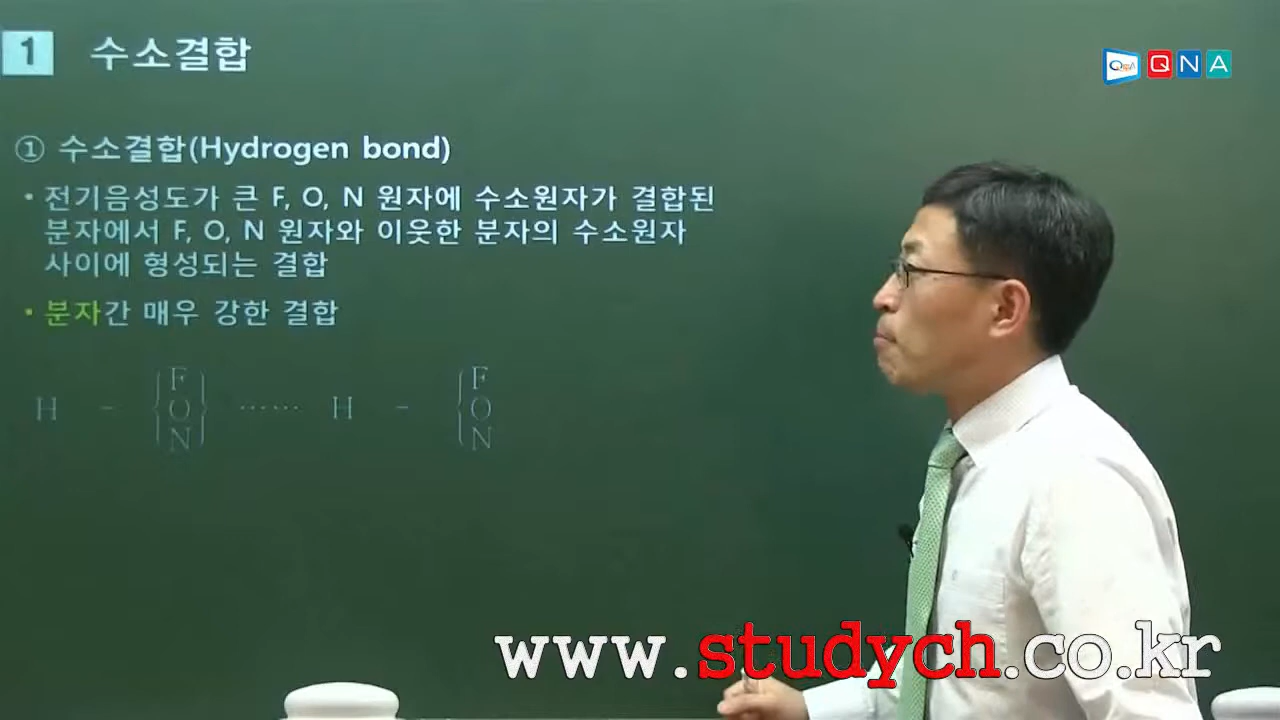 1 수소결합
QNA
① 수소결합(Hydrogen bond)
• 전기음성도가 큰 F, O, N 원자에 수소원자가 결합된
분자에서 F, O, N 원자와 이웃한 분자의 수소원자
사이에 형성되는 결합
• 분자간 매우 강한 결합
H - {F O N} ...... H - {F O N
www.studych.co.kr